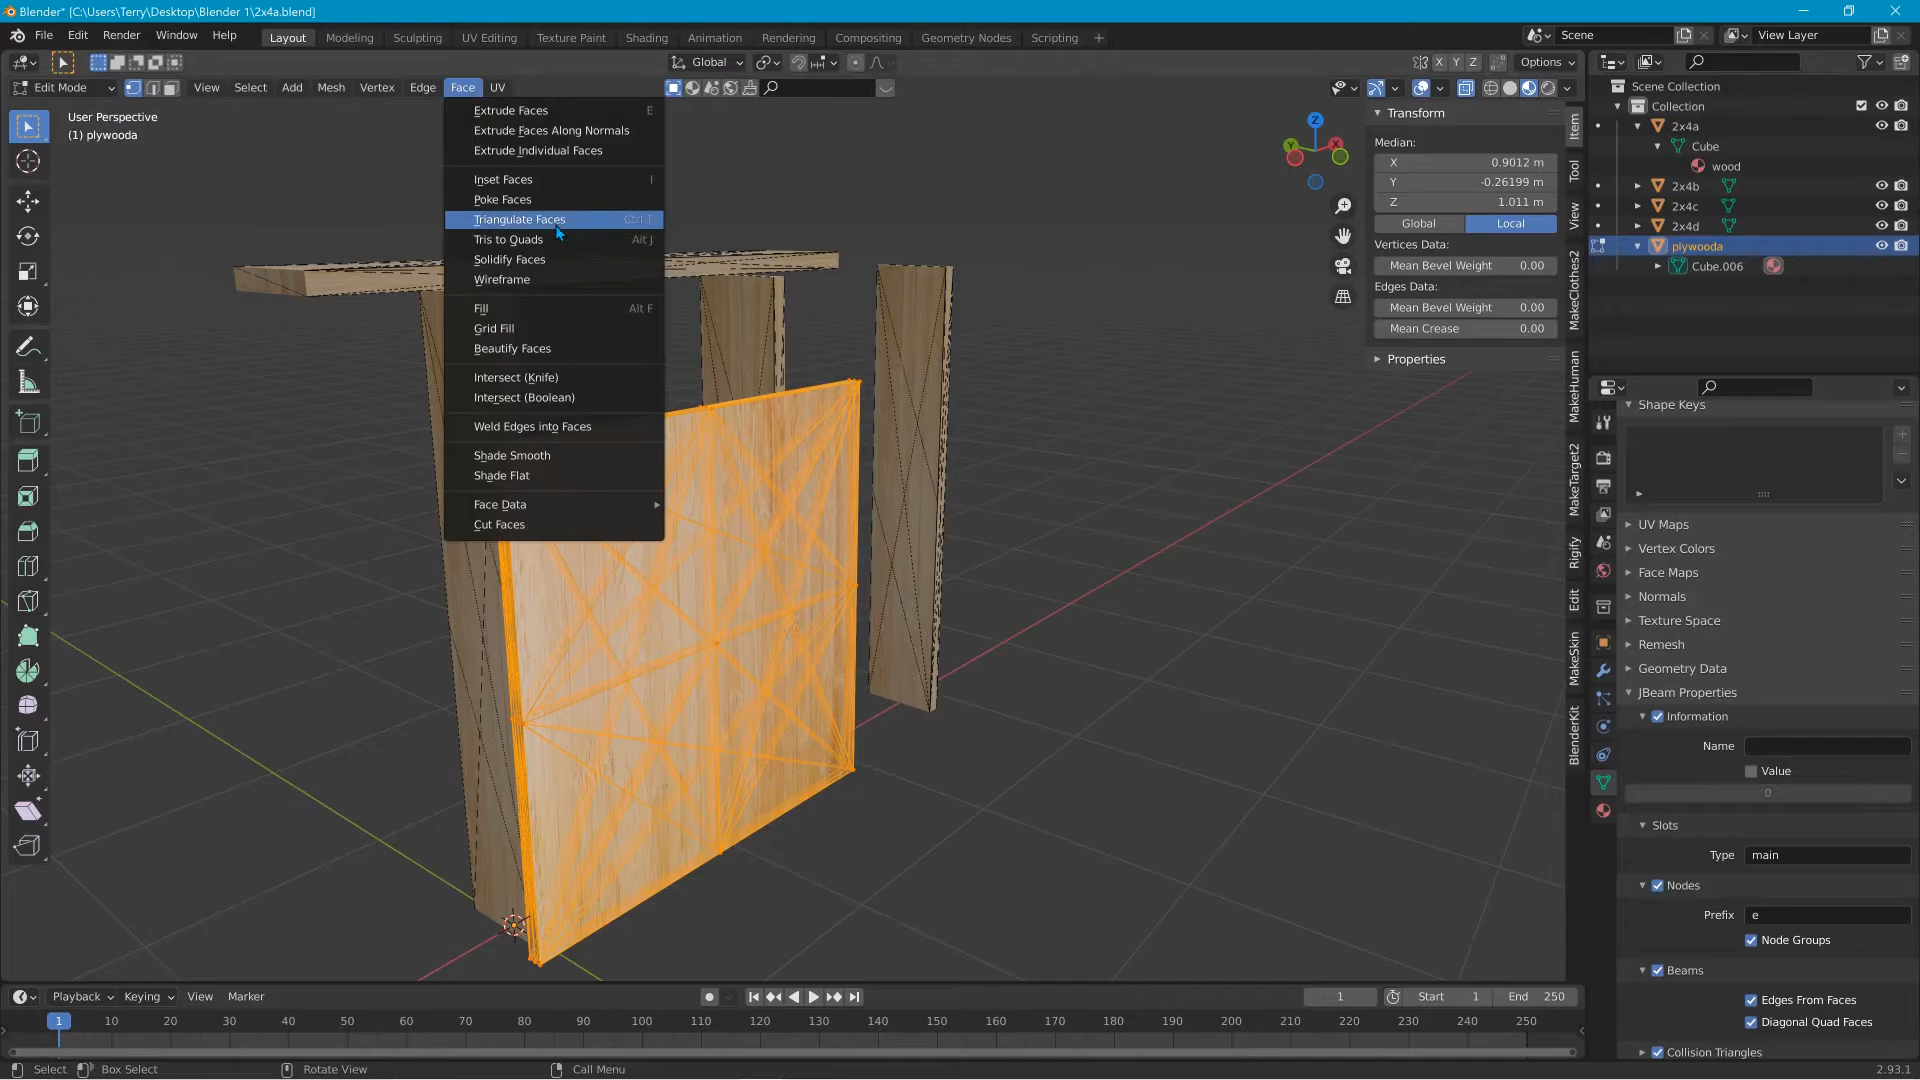 Blender* [C:\Users\Terry\Desktop\Blender 1\2x4a.blend]
File Edit Render Window Help
Layout Modeling Sculpting UV Editing Texture Paint Shading Animation Rendering Compositing Geometry Nodes Scripting +
Scene
View Layer
Global
X Y Z
Options
Edit Mode
View Select Add Mesh Vertex Edge Face UV
User Perspective
(1) plywooda
Extrude Faces E
Extrude Faces Along Normals
Extrude Individual Faces
Inset Faces I
Poke Faces
Triangulate Faces Ctrl T
Tris to Quads Alt J
Solidify Faces
Wireframe
Fill Alt F
Grid Fill
Beautify Faces
Intersect (Knife)
Intersect (Boolean)
Weld Edges into Faces
Shade Smooth
Shade Flat
Face Data
Cut Faces
Z
Y
X
Transform
Median:
X 0.9012 m
Y -0.26199 m
Z 1.011 m
Global Local
Vertices Data:
Mean Bevel Weight 0.00
Edges Data:
Mean Bevel Weight 0.00
Mean Crease 0.00
Properties
Item
Tool
View
MakeClothes2
MakeHuman
MakeTarget2
Rigify
Edit
MakeSkin
BlenderKit
Scene Collection
Collection
2x4a
Cube
wood
2x4b
2x4c
2x4d
plywooda
Cube.006
Shape Keys
UV Maps
Vertex Colors
Face Maps
Normals
Texture Space
Remesh
Geometry Data
JBeam Properties
Information
Name
Value
0
Slots
Type main
Nodes
Prefix e
Node Groups
Beams
Edges From Faces
Diagonal Quad Faces
Collision Triangles
Playback Keying View Marker
1
Start 1
End 250
1 10 20 30 40 50 60 70 80 90 100 110 120 130 140 150 160 170 180 190 200 210 220 230 240 250
Select Box Select Rotate View Call Menu
2.93.1